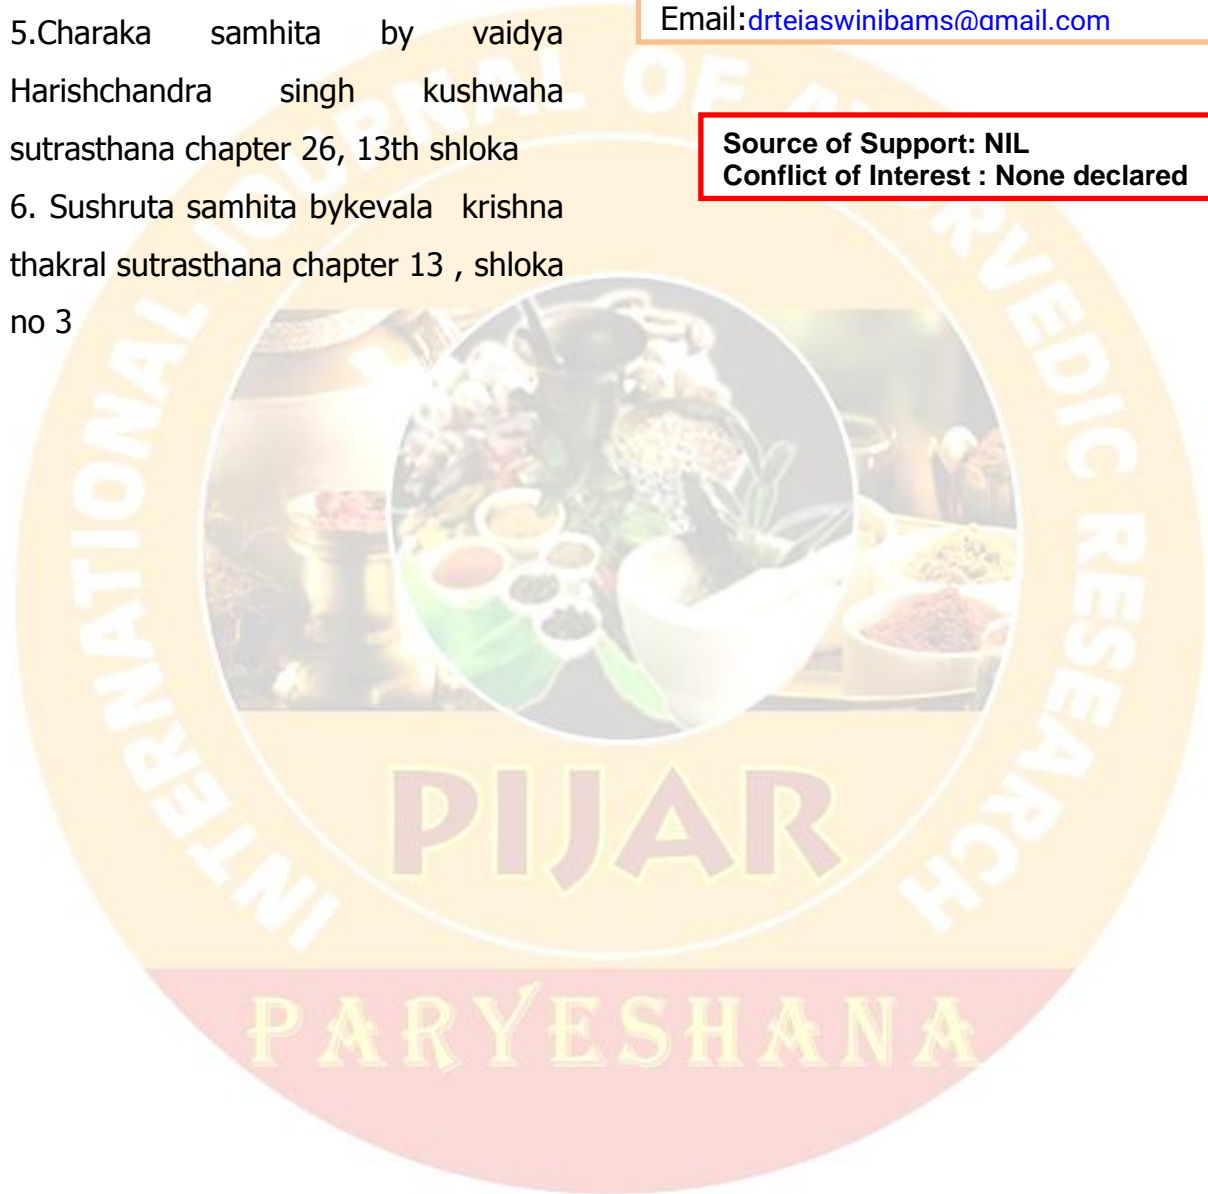 5.Charaka samhita by vaidya
Harishchandra singh kushwaha
sutrasthana chapter 26, 13th shloka
6. Sushruta samhita bykevala krishna
thakral sutrasthana chapter 13 , shloka
no 3
Email:drtejaswinibams@gmail.com
Source of Support: NIL
Conflict of Interest : None declared
INTERNATIONAL JOURNAL OF AYURVEDIC RESEARCH
PIJAR
PARYESHANA